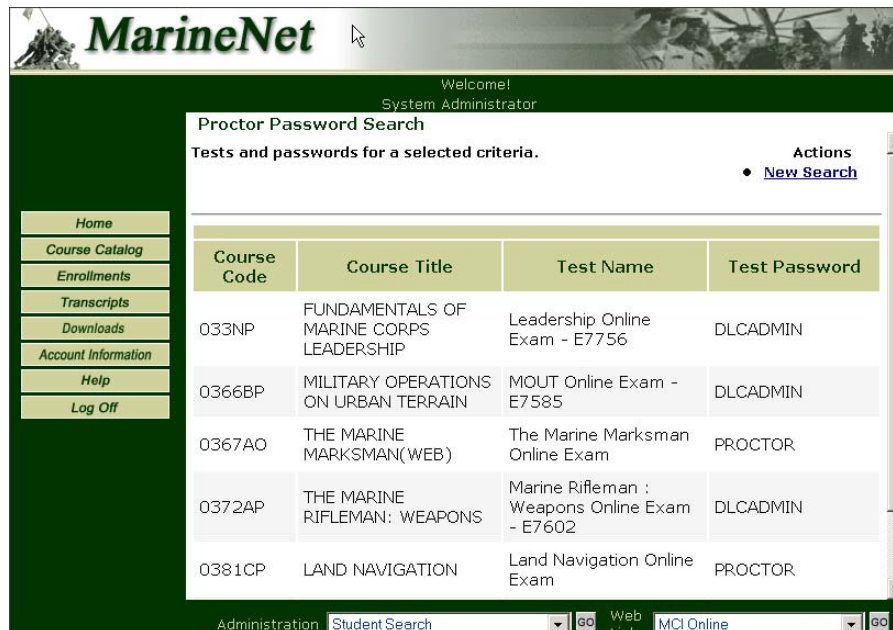 MarineNet
Welcome!
System Administrator
Proctor Password Search
Tests and passwords for a selected criteria.
Actions
New Search
Home
Course Catalog
Enrollments
Transcripts
Downloads
Account Information
Help
Log Off
Course Code
Course Title
Test Name
Test Password
033NP
FUNDAMENTALS OF
MARINE CORPS
LEADERSHIP
Leadership Online
Exam - E7756
DLCADMIN
0366BP
MILITARY OPERATIONS
ON URBAN TERRAIN
MOUT Online Exam -
E7585
DLCADMIN
0367AO
THE MARINE
MARKSMAN(WEB)
The Marine Marksman
Online Exam
PROCTOR
0372AP
THE MARINE
RIFLEMAN: WEAPONS
Marine Rifleman :
Weapons Online Exam
- E7602
DLCADMIN
0381CP
LAND NAVIGATION
Land Navigation Online
Exam
PROCTOR
Administration
Student Search
GO
Web
MCI Online
GO